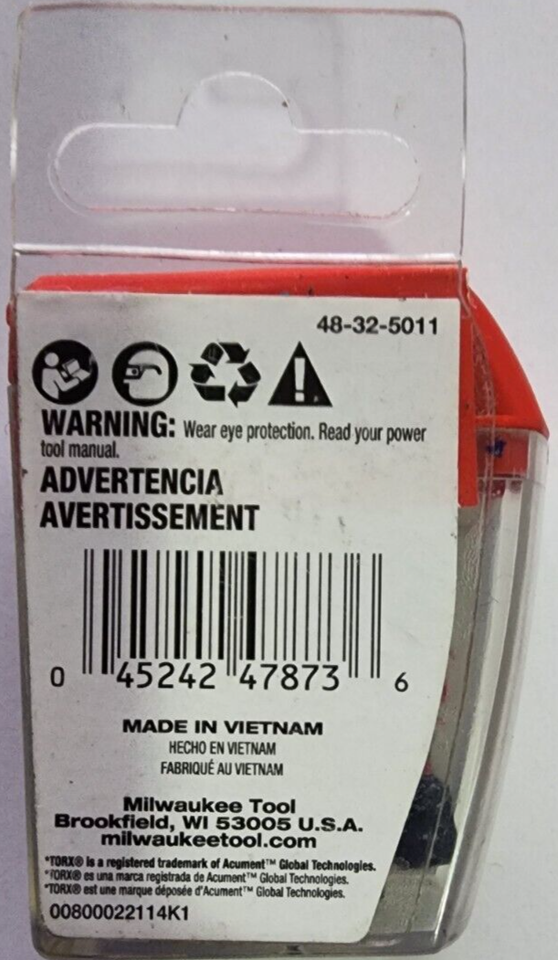 48-32-5011
WARNING: Wear eye protection. Read your power
tool manual.
ADVERTENCIA
AVERTISSEMENT
0 45242 47873 6
MADE IN VIETNAM
HECHO EN VIETNAM
FABRIQUÉ AU VIETNAM
Milwaukee Tool
Brookfield, WI 53005 U.S.A.
milwaukeetool.com
*TORX® is a registered trademark of Acument™ Global Technologies.
*TORX® es una marca registrada de Acument™ Global Technologies.
*TORX® est une marque déposée d'Acument™ Global Technologies.
00800022114K1